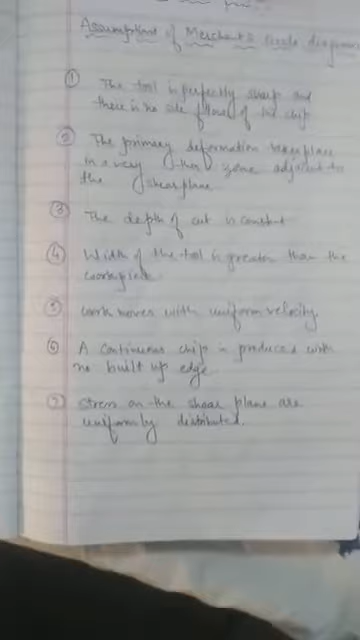 Assumption of Merchant's circle diagram
① The tool is perfectly sharp and
there is no side flow of the chip
② The primary deformation takes place
in a very thin zone adjacent to
the shear plane
③ The depth of cut is constant
④ Width of the tool is greater than the
workpiece
⑤ work moves with uniform velocity.
⑥ A continuous chip is produced with
no built up edge
⑦ stress on the shear plane are
uniformly distributed.